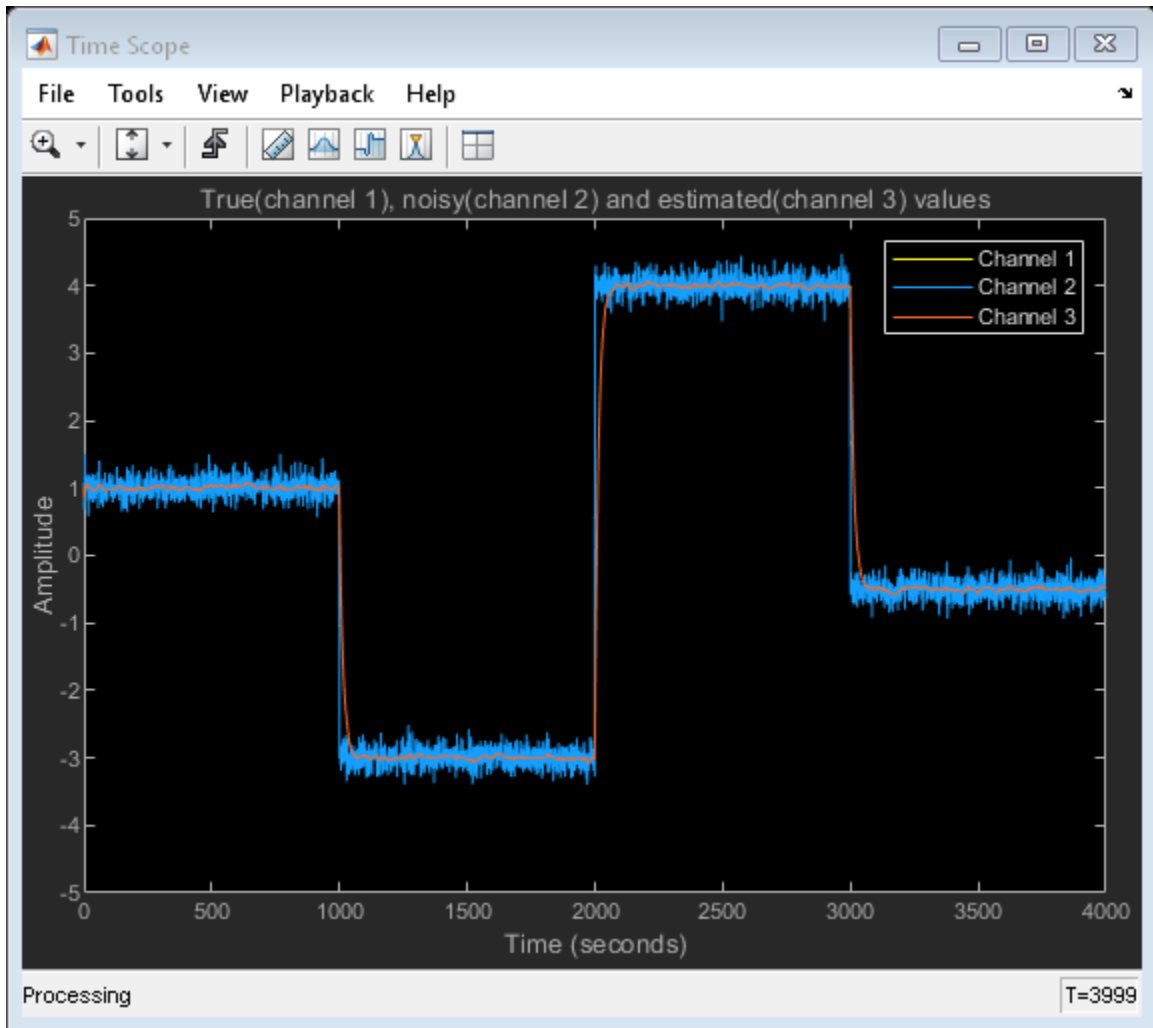 Time Scope
File Tools View Playback Help
True(channel 1), noisy(channel 2) and estimated(channel 3) values
Channel 1
Channel 2
Channel 3
5
4
3
2
1
0
-1
-2
-3
-4
-5
Amplitude
0 500 1000 1500 2000 2500 3000 3500 4000
Time (seconds)
Processing T=3999